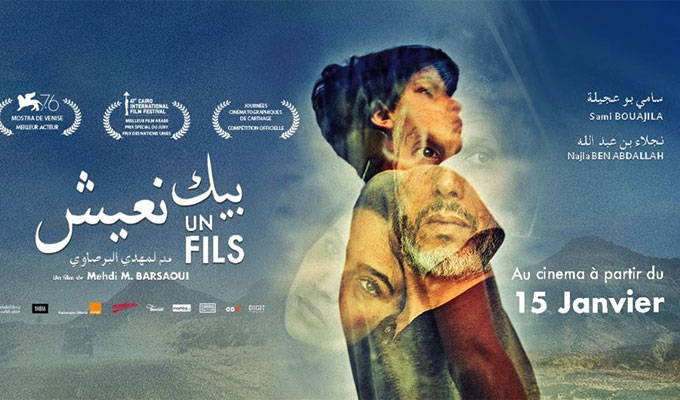 76
MOSTRA DE VENISE
MEILLEUR ACTEUR
41e CAIRO
INTERNATIONAL
FILM FESTIVAL
MEILLEUR FILM ARABE
PRIX SPÉCIAL DU JURY
PRIX DES NATIONS UNIES
JOURNÉES
CINÉMATOGRAPHIQUES
DE CARTHAGE
COMPÉTITION OFFICIELLE
سامي بو عجيلة
Sami BOUAJILA
نجلاء بن عبد الله
Najla BEN ABDALLAH
بيك نعيش
UN
FILS
فيلم لمهدي البرصاوي
Un film de Mehdi M. BARSAOUI
Au cinema à partir du
15 Janvier